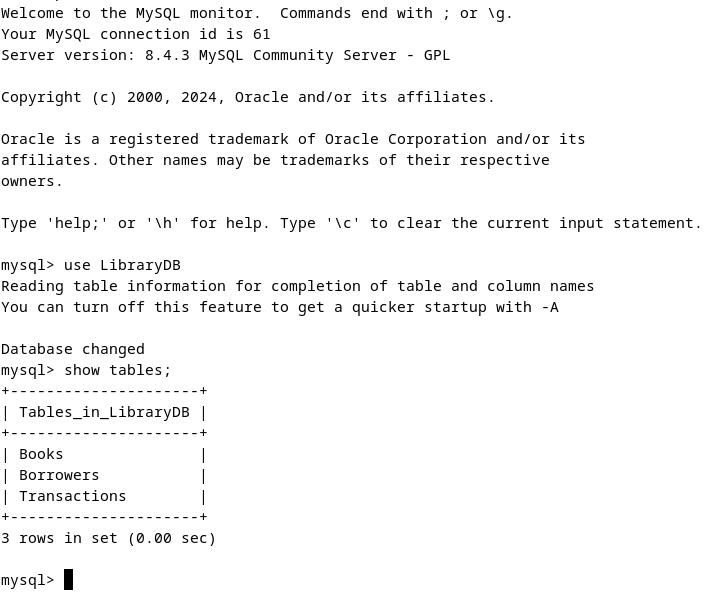 Welcome to the MySQL monitor.  Commands end with ; or \g.
Your MySQL connection id is 61
Server version: 8.4.3 MySQL Community Server - GPL

Copyright (c) 2000, 2024, Oracle and/or its affiliates.

Oracle is a registered trademark of Oracle Corporation and/or its
affiliates. Other names may be trademarks of their respective
owners.

Type 'help;' or '\h' for help. Type '\c' to clear the current input statement.

mysql> use LibraryDB
Reading table information for completion of table and column names
You can turn off this feature to get a quicker startup with -A

Database changed
mysql> show tables;
+---------------------+
| Tables_in_LibraryDB |
+---------------------+
| Books               |
| Borrowers           |
| Transactions        |
+---------------------+
3 rows in set (0.00 sec)

mysql>